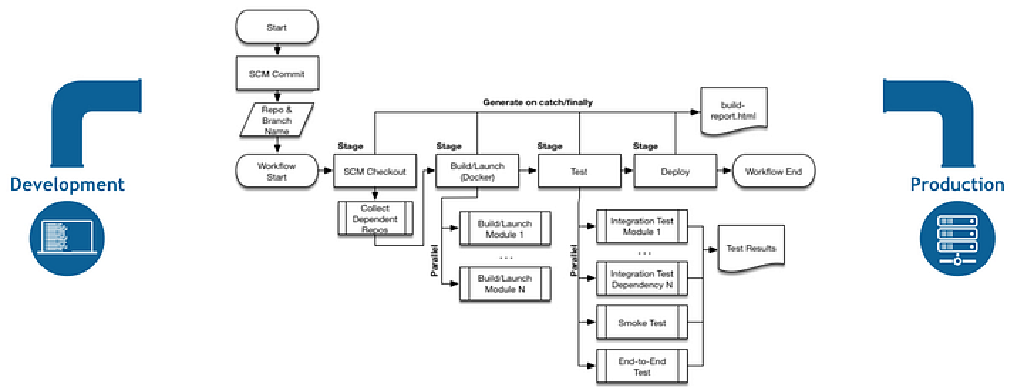 Start
SCM Commit
Repo &
Branch
Name
Generate on catch/finally
build-
report.html
Stage
Stage
Stage
Stage
Workflow
Start
SCM Checkout
Build/Launch
(Docker)
Test
Deploy
Workflow End
Development
Production
Collect
Dependent
Repos
Parallel
Build/Launch
Module 1
...
Build/Launch
Module N
Parallel
Integration Test
Module 1
...
Integration Test
Dependency N
Smoke Test
End-to-End
Test
Test Results